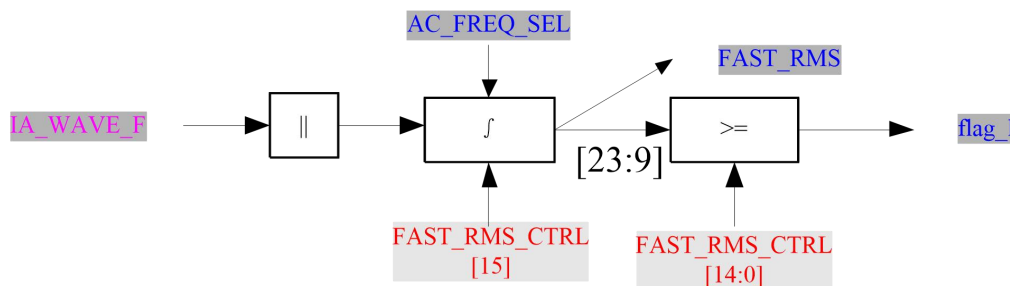 AC_FREQ_SEL
FAST_RMS
IA_WAVE_F
||
∫
>=
[23:9]
FAST_RMS_CTRL
[15]
FAST_RMS_CTRL
[14:0]